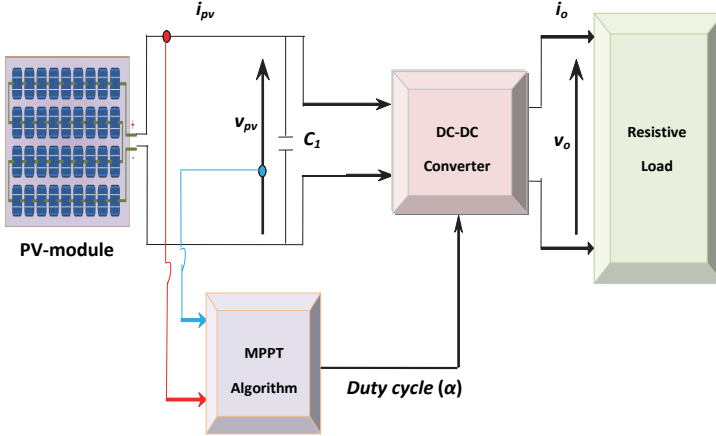 i_pv
i_o
v_pv
C_1
DC-DC
Converter
v_o
Resistive
Load
+
-
PV-module
MPPT
Algorithm
Duty cycle (α)